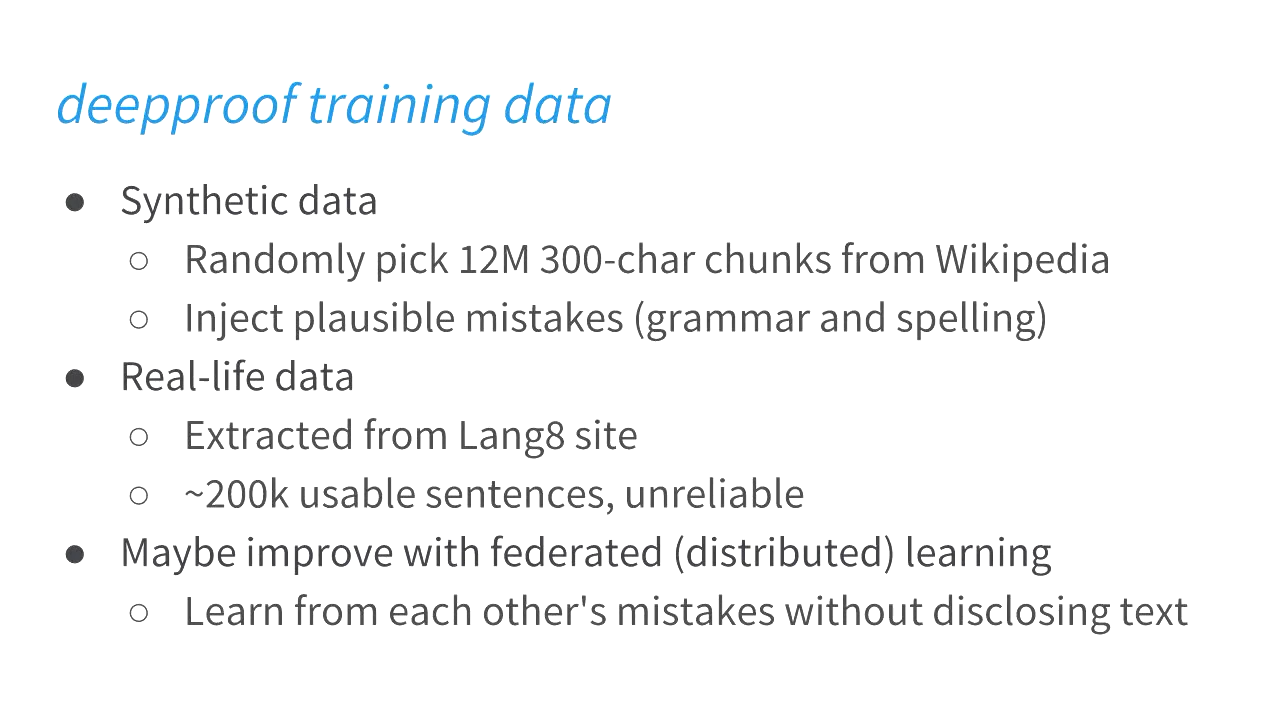 deepproof training data
● Synthetic data
○ Randomly pick 12M 300-char chunks from Wikipedia
○ Inject plausible mistakes (grammar and spelling)
● Real-life data
○ Extracted from Lang8 site
○ ~200k usable sentences, unreliable
● Maybe improve with federated (distributed) learning
○ Learn from each other's mistakes without disclosing text